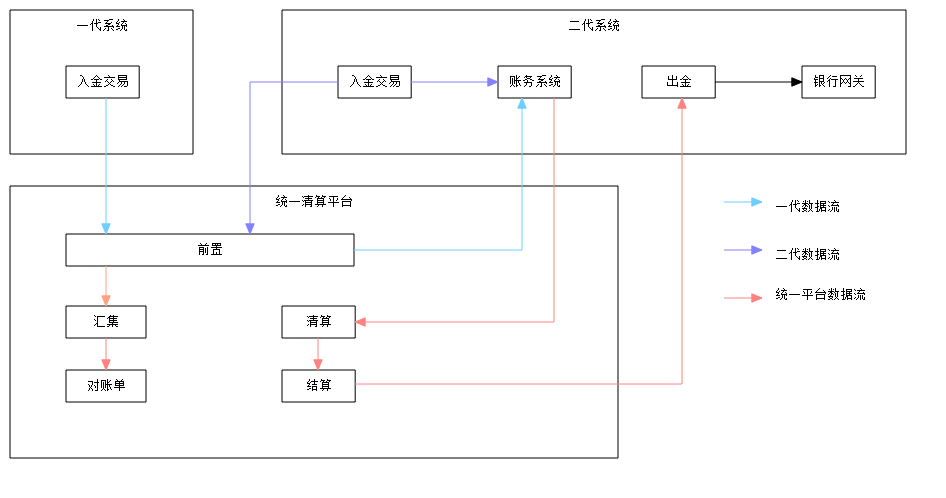 一代系统
二代系统
入金交易
入金交易
账务系统
出金
银行网关
统一清算平台
一代数据流
前置
二代数据流
统一平台数据流
汇集
清算
对账单
结算